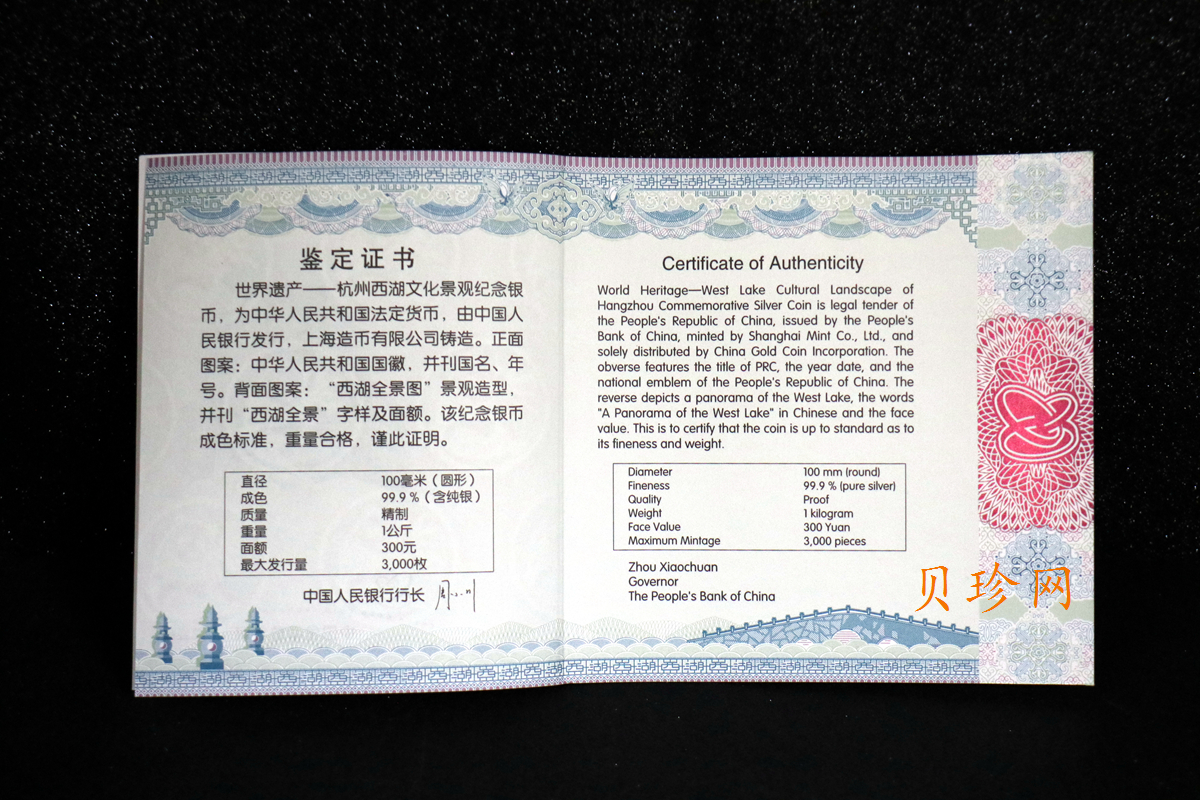 鉴定证书
世界遗产——杭州西湖文化景观纪念银
币，为中华人民共和国法定货币，由中国人
民银行发行，上海造币有限公司铸造。正面
图案：中华人民共和国国徽，并刊国名、年
号。背面图案：“西湖全景图”景观造型，
并刊“西湖全景”字样及面额。该纪念银币
成色标准，重量合格，谨此证明。
直径 100毫米（圆形）
成色 99.9％（含纯银）
质量 精制
重量 1公斤
面额 300元
最大发行量 3,000枚
中国人民银行行长
Certificate of Authenticity
World Heritage—West Lake Cultural Landscape of
Hangzhou Commemorative Silver Coin is legal tender of
the People's Republic of China, issued by the People's
Bank of China, minted by Shanghai Mint Co., Ltd., and
solely distributed by China Gold Coin Incorporation. The
obverse features the title of PRC, the year date, and the
national emblem of the People's Republic of China. The
reverse depicts a panorama of the West Lake, the words
"A Panorama of the West Lake" in Chinese and the face
value. This is to certify that the coin is up to standard as to
its fineness and weight.
Diameter 100 mm (round)
Fineness 99.9 % (pure silver)
Quality Proof
Weight 1 kilogram
Face Value 300 Yuan
Maximum Mintage 3,000 pieces
Zhou Xiaochuan
Governor
The People's Bank of China
贝珍网